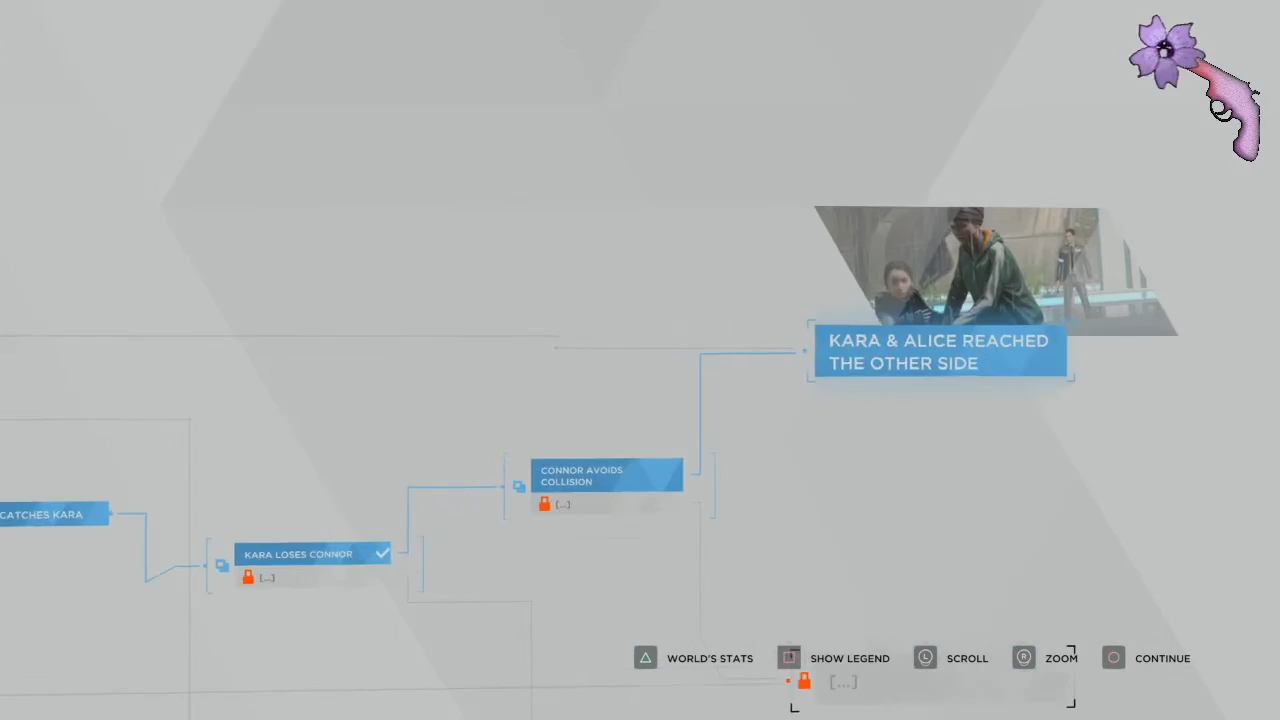 KARA & ALICE REACHED
THE OTHER SIDE
CONNOR AVOIDS
COLLISION
[...]
CATCHES KARA
KARA LOSES CONNOR
[...]
WORLD'S STATS
SHOW LEGEND
L
SCROLL
R
ZOOM
CONTINUE
[...]